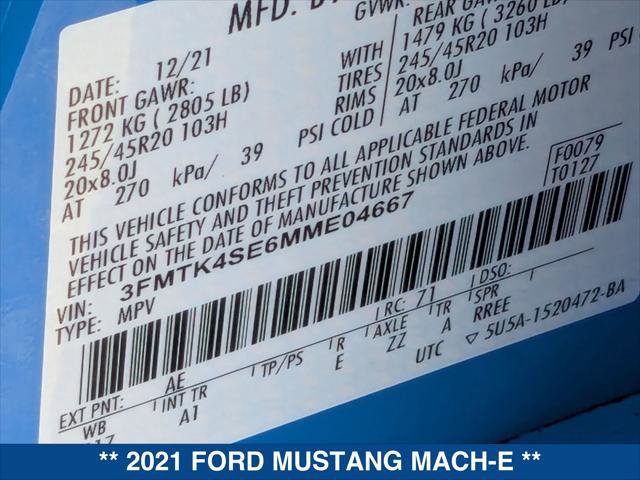 MFD. B
GVWR:
DATE: 12/21
FRONT GAWR:
1272 KG ( 2805 LB)
245/45R20 103H
20x8.0J
AT 270 kPa/ 39 PSI COLD
WITH
TIRES
RIMS
REAR GA
1479 KG ( 3260 LB)
245/45R20 103H
20x8.0J
AT 270 kPa/ 39 PSI
THIS VEHICLE CONFORMS TO ALL APPLICABLE FEDERAL MOTOR
VEHICLE SAFETY AND THEFT PREVENTION STANDARDS IN
EFFECT ON THE DATE OF MANUFACTURE SHOWN ABOVE.
F0079
T0127
VIN: 3FMTK4SE6MME04667
TYPE: MPV
RC: 71 DSO:
EXT PNT: AE
WB INT TR TP/PS R AXLE TR SPR
A1 E ZZ A RREE
UTC ▽ 5U5A-1520472-BA
** 2021 FORD MUSTANG MACH-E **